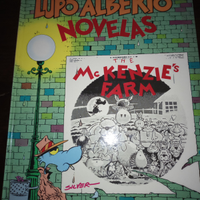 LUPO ALBERTO
NOVELAS
THE
McKENZIE'S
FARM
SILVER